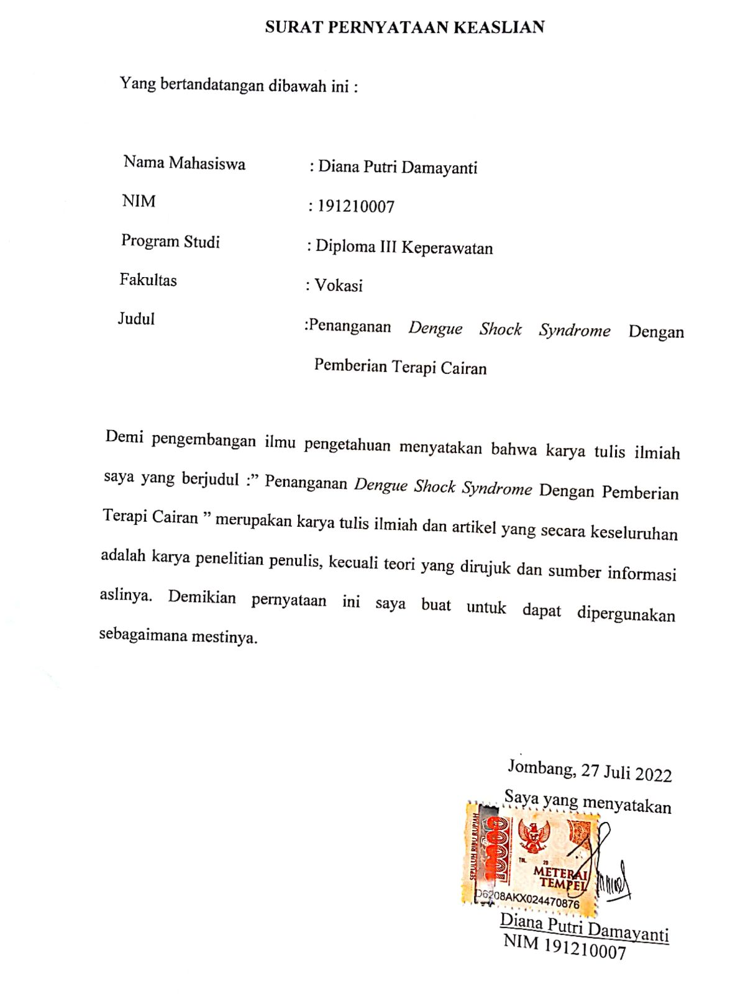 SURAT PERNYATAAN KEASLIAN
Yang bertandatangan dibawah ini :
Nama Mahasiswa : Diana Putri Damayanti
NIM : 191210007
Program Studi : Diploma III Keperawatan
Fakultas : Vokasi
Judul :Penanganan Dengue Shock Syndrome Dengan
Pemberian Terapi Cairan
Demi pengembangan ilmu pengetahuan menyatakan bahwa karya tulis ilmiah
saya yang berjudul :” Penanganan Dengue Shock Syndrome Dengan Pemberian
Terapi Cairan ” merupakan karya tulis ilmiah dan artikel yang secara keseluruhan
adalah karya penelitian penulis, kecuali teori yang dirujuk dan sumber informasi
aslinya. Demikian pernyataan ini saya buat untuk dapat dipergunakan
sebagaimana mestinya.
Jombang, 27 Juli 2022
Saya yang menyatakan
SEPULUH RIBU RUPIAH
10000
TGL. 20
METERAI
TEMPEL
D6208AKX024470876
Diana Putri Damayanti
NIM 191210007